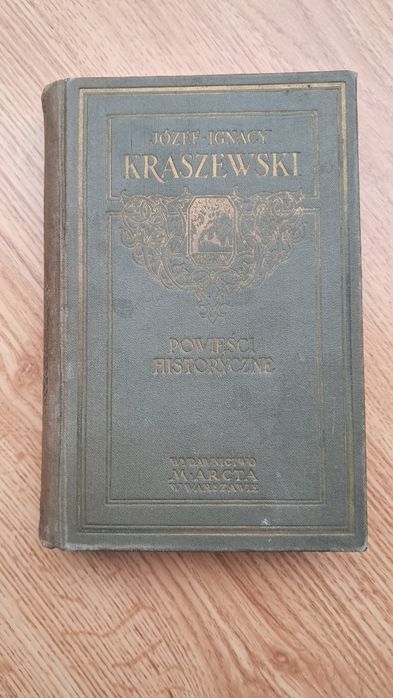 JÓZEF-IGNACY
KRASZEWSKI
POWIEŚCI
HISTORYCZNE
WYDAWNICTWO
M·ARCTA
W WARSZAWIE